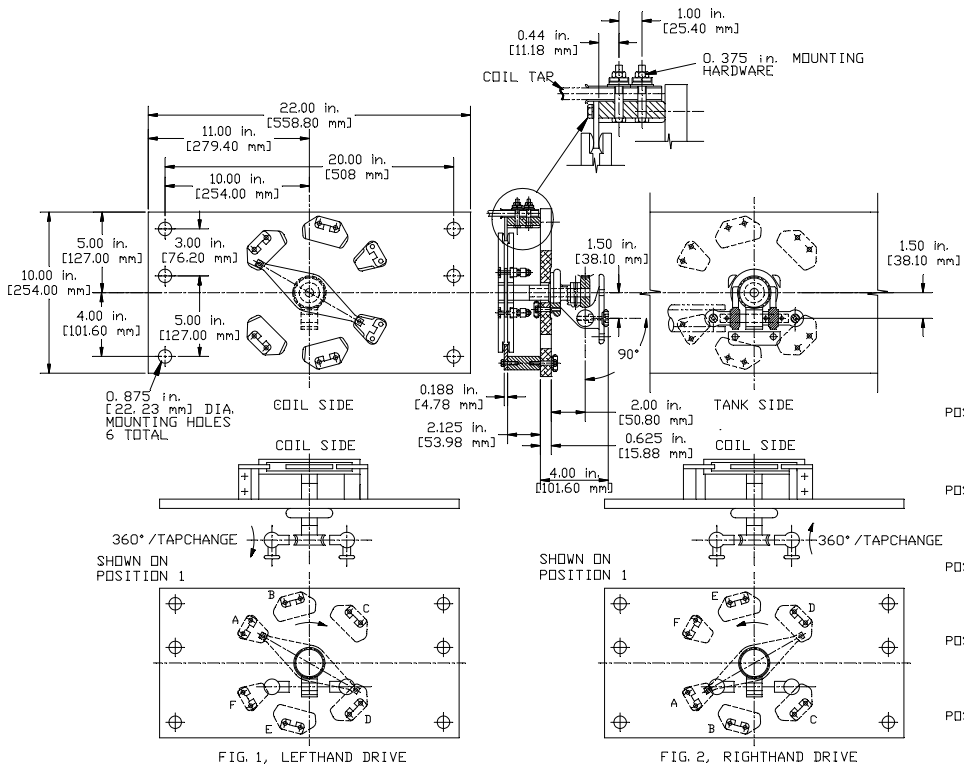 1.00 in.
[25.40 mm]
0.44 in.
[11.18 mm]
0.375 in. MOUNTING
HARDWARE
COIL TAP
22.00 in.
[558.80 mm]
11.00 in.
[279.40 mm]
20.00 in.
[508 mm]
10.00 in.
[254.00 mm]
5.00 in.
[127.00 mm]
3.00 in.
[76.20 mm]
10.00 in.
[254.00 mm]
4.00 in.
[101.60 mm]
5.00 in.
[127.00 mm]
1.50 in.
[38.10 mm]
1.50 in.
[38.10 mm]
90°
0.875 in.
[22.23 mm] DIA.
MOUNTING HOLES
6 TOTAL
COIL SIDE
0.188 in.
[4.78 mm]
2.125 in.
[53.98 mm]
2.00 in.
[50.80 mm]
0.625 in.
[15.88 mm]
4.00 in.
[101.60 mm]
TANK SIDE
POS
COIL SIDE
COIL SIDE
POS
360°/TAPCHANGE
360°/TAPCHANGE
SHOWN ON
POSITION 1
SHOWN ON
POSITION 1
POS
A
B
C
D
E
F
A
B
C
D
E
F
POS
POS
FIG. 1, LEFTHAND DRIVE
FIG. 2, RIGHTHAND DRIVE